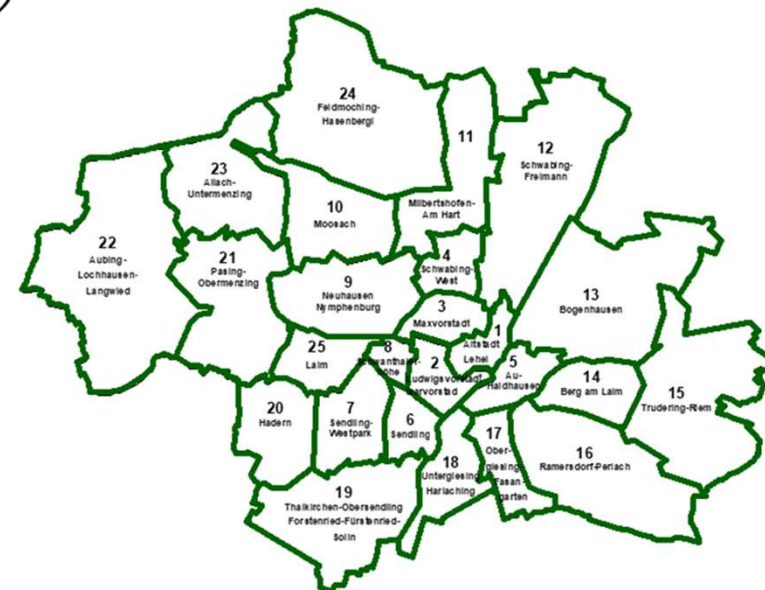 24
Feldmoching-
Hasenbergl
11
12
Schwabing-
Freimann
23
Allach-
Untermenzing
10
Moosach
Milbertshofen-
Am Hart
22
Aubing-
Lochhausen-
Langwied
21
Pasing-
Obermenzing
4
Schwabing-
West
9
Neuhausen
Nymphenburg
13
Bogenhausen
3
Maxvorstadt
1
Altstadt
Lehel
25
Laim
8
Schwanthaler-
höhe
2
Ludwigsvorstadt
Isarvorstad
5
Au-
Haidhausen
14
Berg am Laim
15
Trudering-Riem
20
Hadern
7
Sendling-
Westpark
6
Sendling
17
Ober-
giesing-
Fasan
garten
16
Ramersdorf-Perlach
18
Untergiesing
Harlaching
19
Thalkirchen-Obersendling
Forstenried-Fürstenried-
Solln